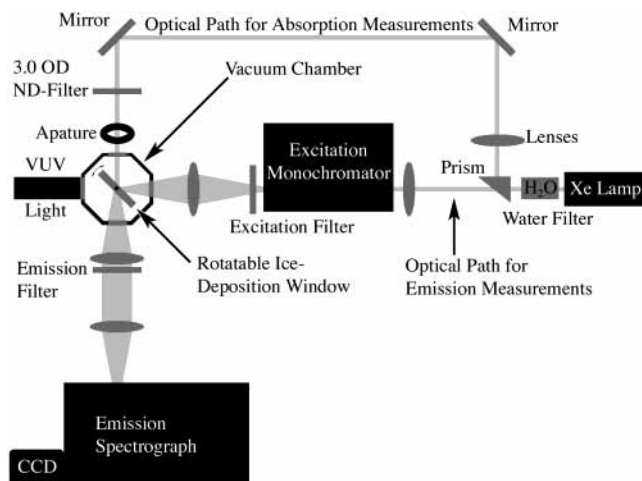 Mirror
Optical Path for Absorption Measurements
Mirror
3.0 OD
ND-Filter
Vacuum Chamber
Apature
Lenses
VUV
Light
Excitation
Monochromator
Prism
H₂O
Xe Lamp
Water Filter
Excitation Filter
Emission
Filter
Rotatable Ice-
Deposition Window
Optical Path for
Emission Measurements
Emission
Spectrograph
CCD